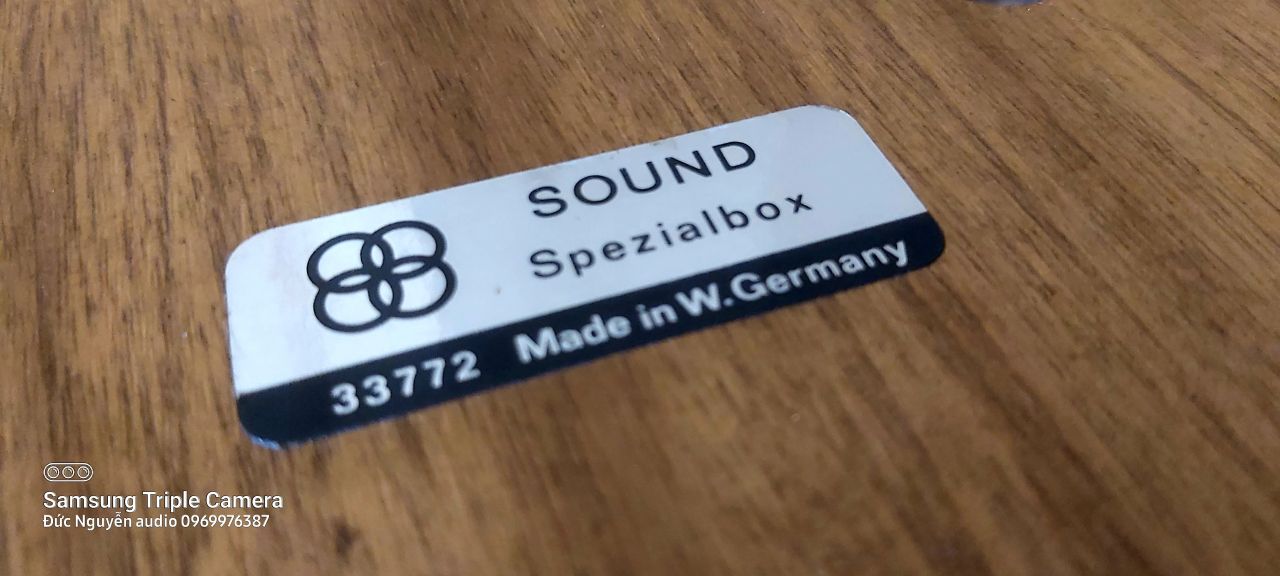 SOUND
Spezialbox
33772 Made in W.Germany
Samsung Triple Camera
Đức Nguyễn audio 0969976387